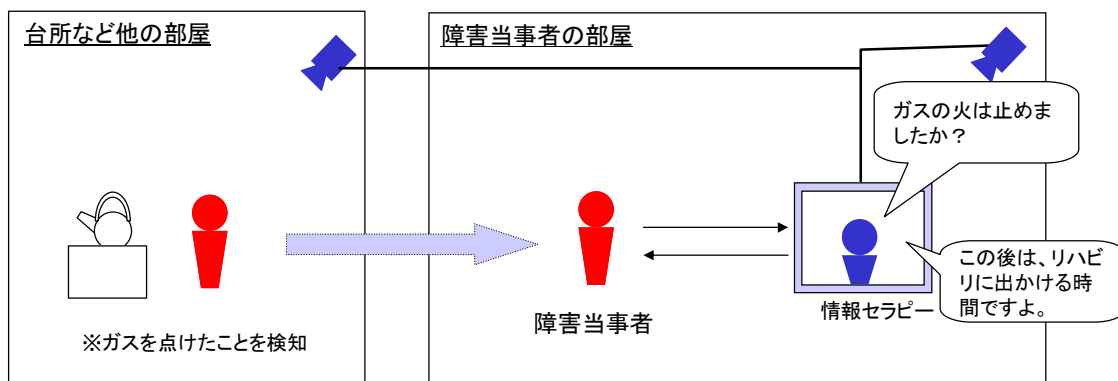 台所など他の部屋
障害当事者の部屋
ガスの火は止めま
したか?
この後は、リハビ
リに出かける時
間ですよ。
情報セラピー
障害当事者
※ガスを点けたことを検知